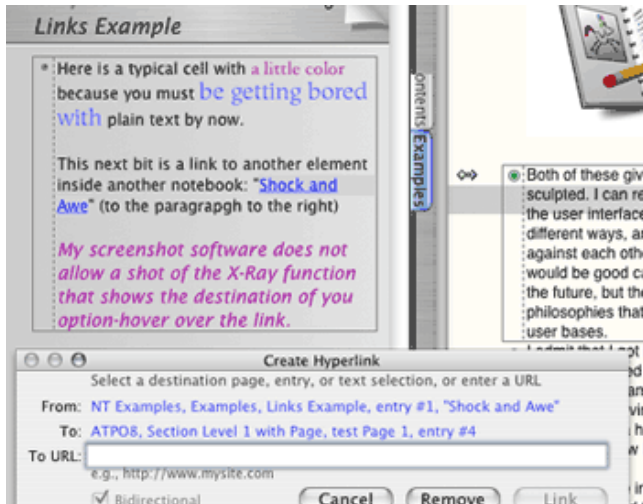 Links Example
Here is a typical cell with a little color
because you must be getting bored
with plain text by now.
This next bit is a link to another element
inside another notebook: "Shock and
Awe" (to the paragrapgh to the right)
My screenshot software does not
allow a shot of the X-Ray function
that shows the destination of you
option-hover over the link.
ontents
Examples
Both of these giv
sculpted. I can re
the user interface
different ways, an
against each othe
would be good ca
the future, but the
philosophies that
user bases.
Create Hyperlink
Select a destination page, entry, or text selection, or enter a URL
From: NT Examples, Examples, Links Example, entry #1, "Shock and Awe"
To: ATPO8, Section Level 1 with Page, test Page 1, entry #4
To URL:
e.g., http://www.mysite.com
Bidirectional
Cancel
Remove
Link